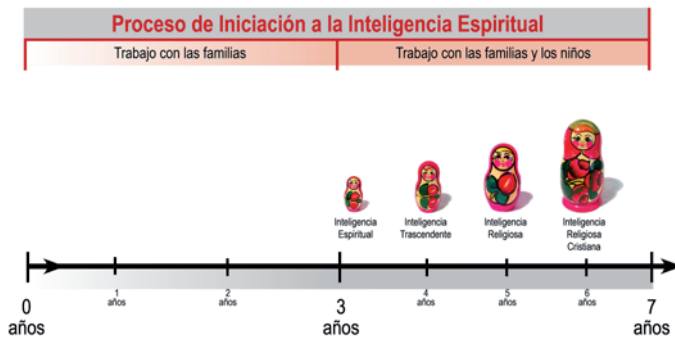 Proceso de Iniciación a la Inteligencia Espiritual
Trabajo con las familias
Trabajo con las familias y los niños
Inteligencia
Espiritual
Inteligencia
Trascendente
Inteligencia
Religiosa
Inteligencia
Religiosa
Cristiana
0
años
1
años
2
años
3
años
4
años
5
años
6
años
7
años